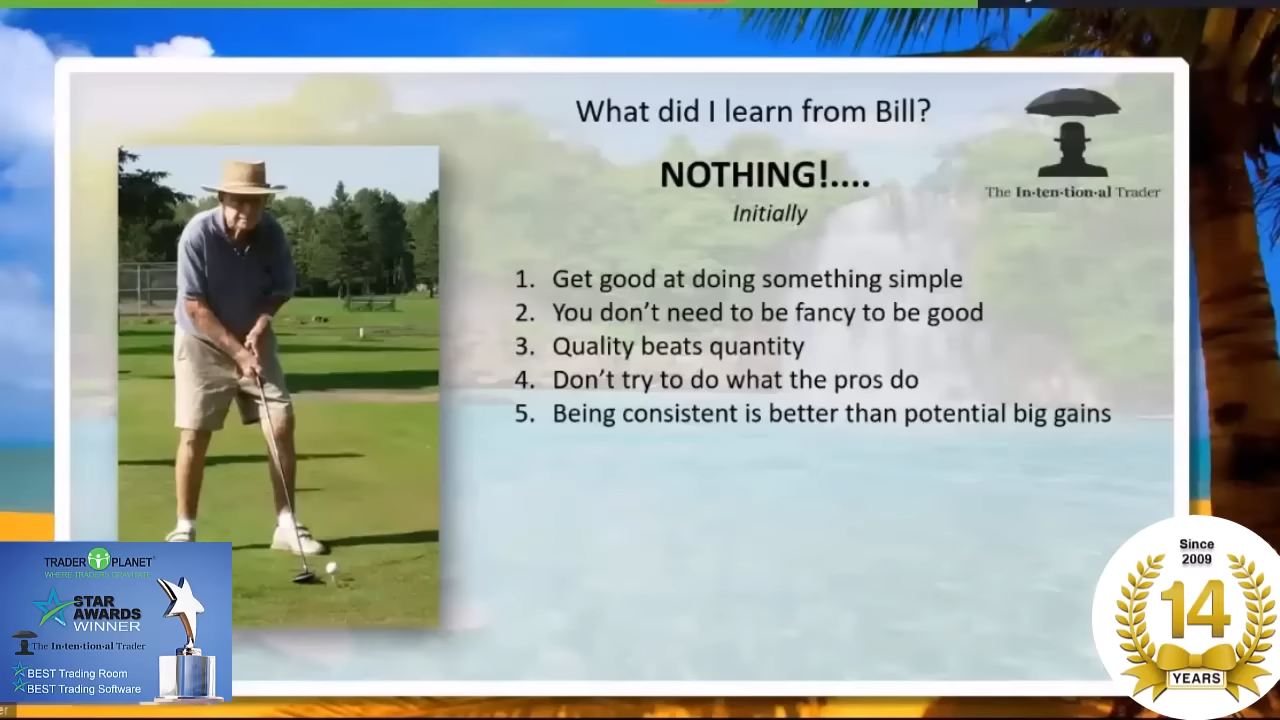 What did I learn from Bill?
NOTHING!....
Initially
The In·ten·tion·al Trader
1. Get good at doing something simple
2. You don't need to be fancy to be good
3. Quality beats quantity
4. Don't try to do what the pros do
5. Being consistent is better than potential big gains
TRADER PLANET
WHERE TRADERS GRAVITATE
STAR
AWARDS
WINNER
The In·ten·tion·al Trader
BEST Trading Room
BEST Trading Software
Since
2009
14
YEARS